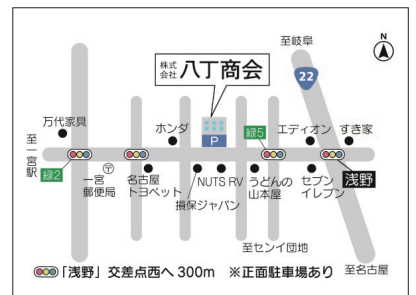 至岐阜
N
株式
会社 八丁商会
22
万代家具
ホンダ
P
緑5
エディオン
すき家
至一宮駅
緑2
〒
一宮
郵便局
名古屋
トヨペット
NUTS RV
うどんの
山本屋
セブン
イレブン
浅野
損保ジャパン
至センイ団地
至名古屋
「浅野」交差点西へ 300m ※正面駐車場あり